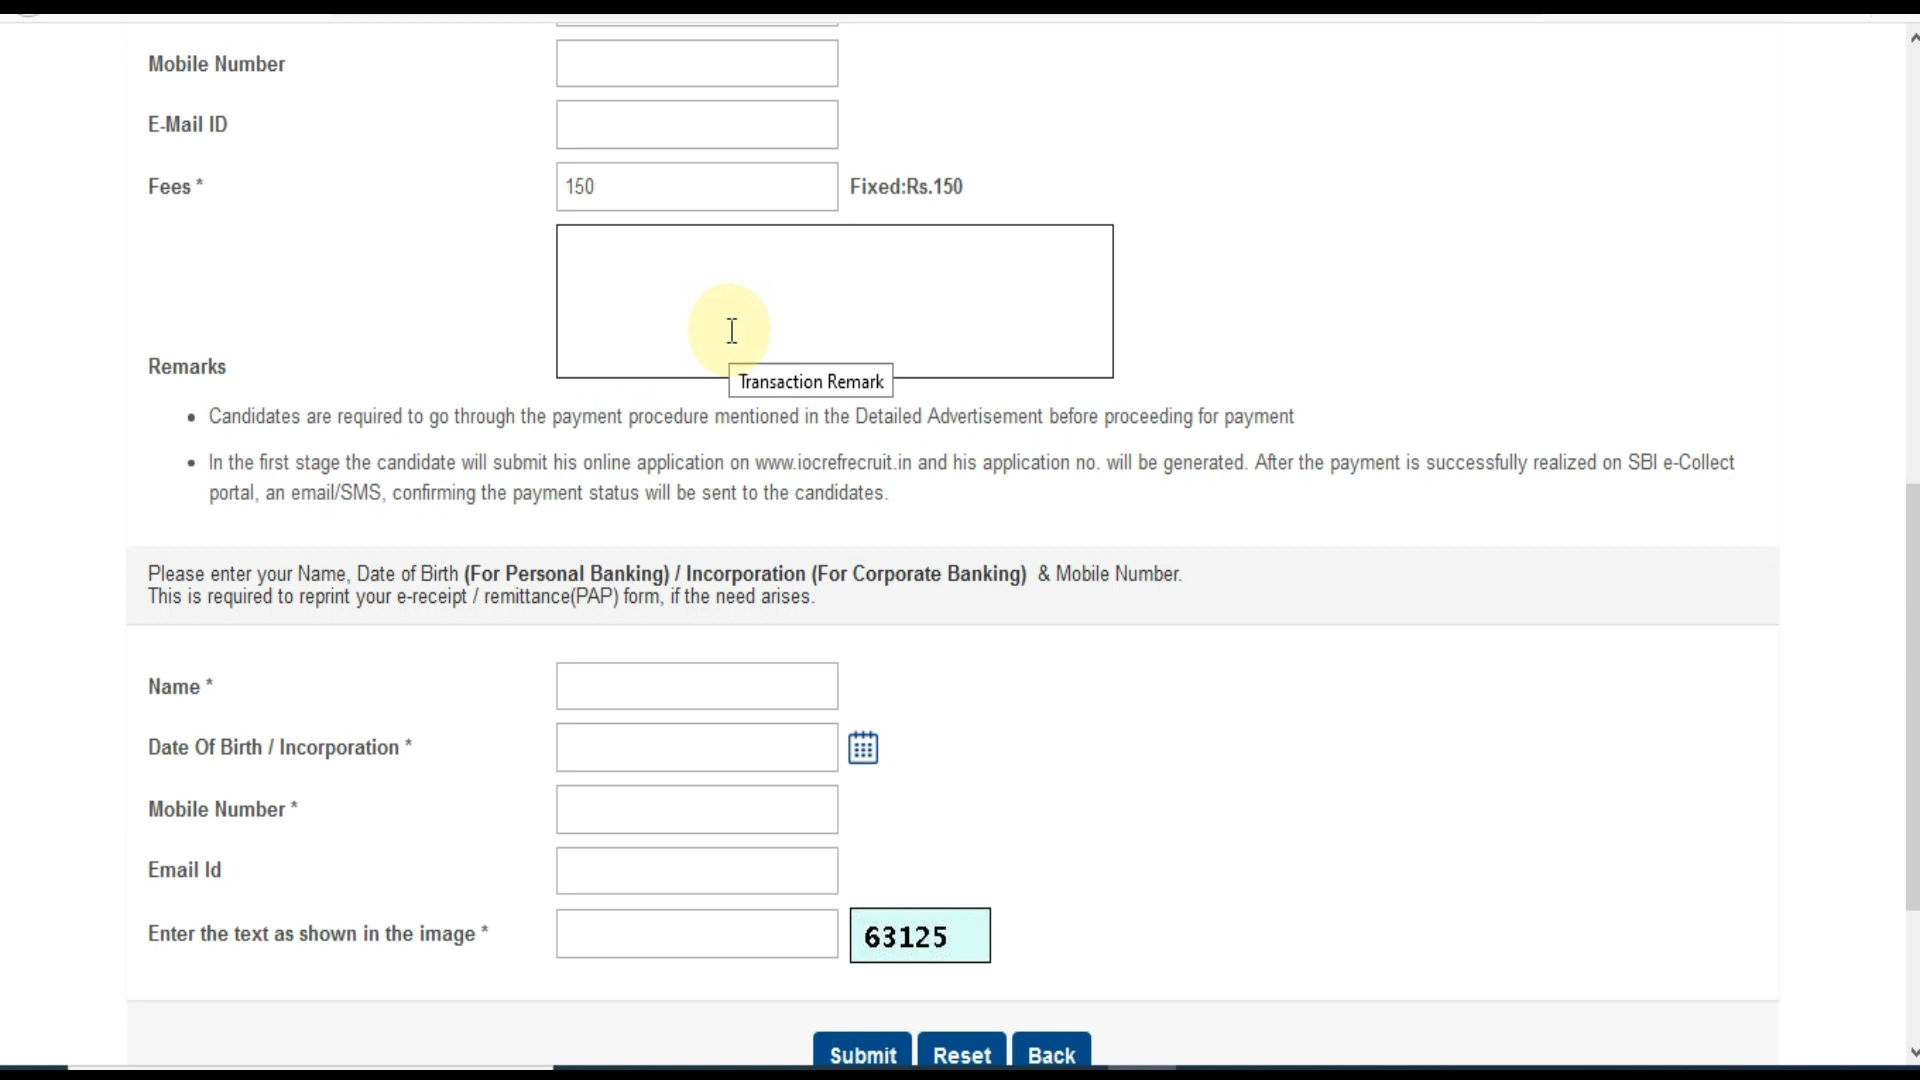 Mobile Number
E-Mail ID
Fees * 150 Fixed:Rs.150
Remarks
Transaction Remark
• Candidates are required to go through the payment procedure mentioned in the Detailed Advertisement before proceeding for payment
• In the first stage the candidate will submit his online application on www.iocrefrecruit.in and his application no. will be generated. After the payment is successfully realized on SBI e-Collect
portal, an email/SMS, confirming the payment status will be sent to the candidates.
Please enter your Name, Date of Birth (For Personal Banking) / Incorporation (For Corporate Banking) & Mobile Number.
This is required to reprint your e-receipt / remittance(PAP) form, if the need arises.
Name *
Date Of Birth / Incorporation *
Mobile Number *
Email Id
Enter the text as shown in the image * 63125
Submit Reset Back